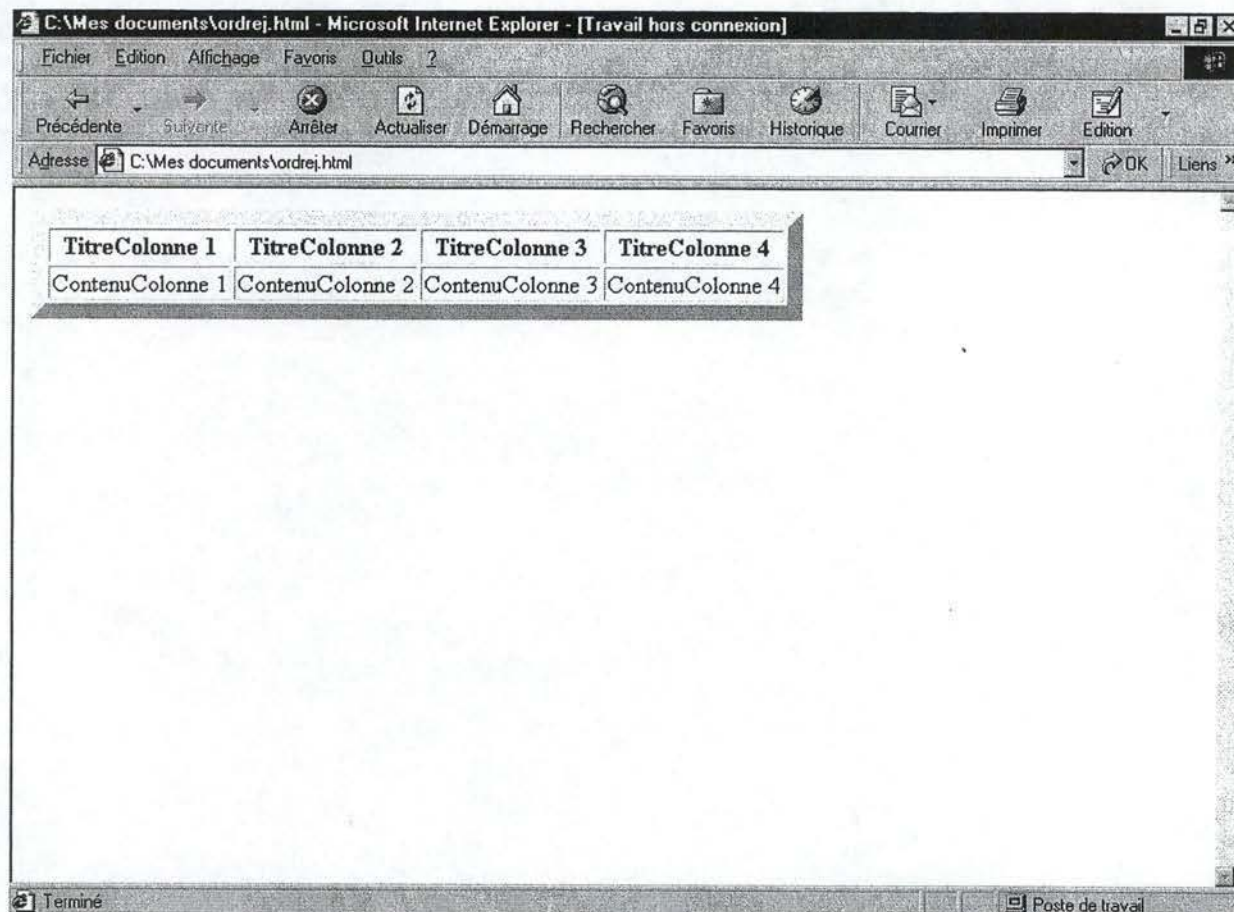 C:\Mes documents\ordrej.html - Microsoft Internet Explorer - [Travail hors connexion]
Fichier Edition Affichage Favoris Outils ?
Précédente Suivante Arrêter Actualiser Démarrage Rechercher Favoris Historique Courrier Imprimer Edition
Adresse C:\Mes documents\ordrej.html OK Liens »
TitreColonne 1 TitreColonne 2 TitreColonne 3 TitreColonne 4
ContenuColonne 1 ContenuColonne 2 ContenuColonne 3 ContenuColonne 4
Terminé Poste de travail